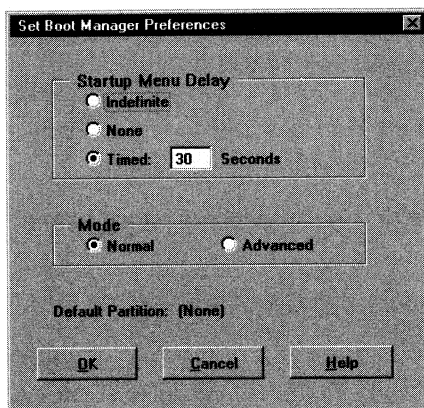 Set Boot Manager Preferences
Startup Menu Delay
Indefinite
None
Timed: 30 Seconds
Mode
Normal Advanced
Default Partition: (None)
OK Cancel Help